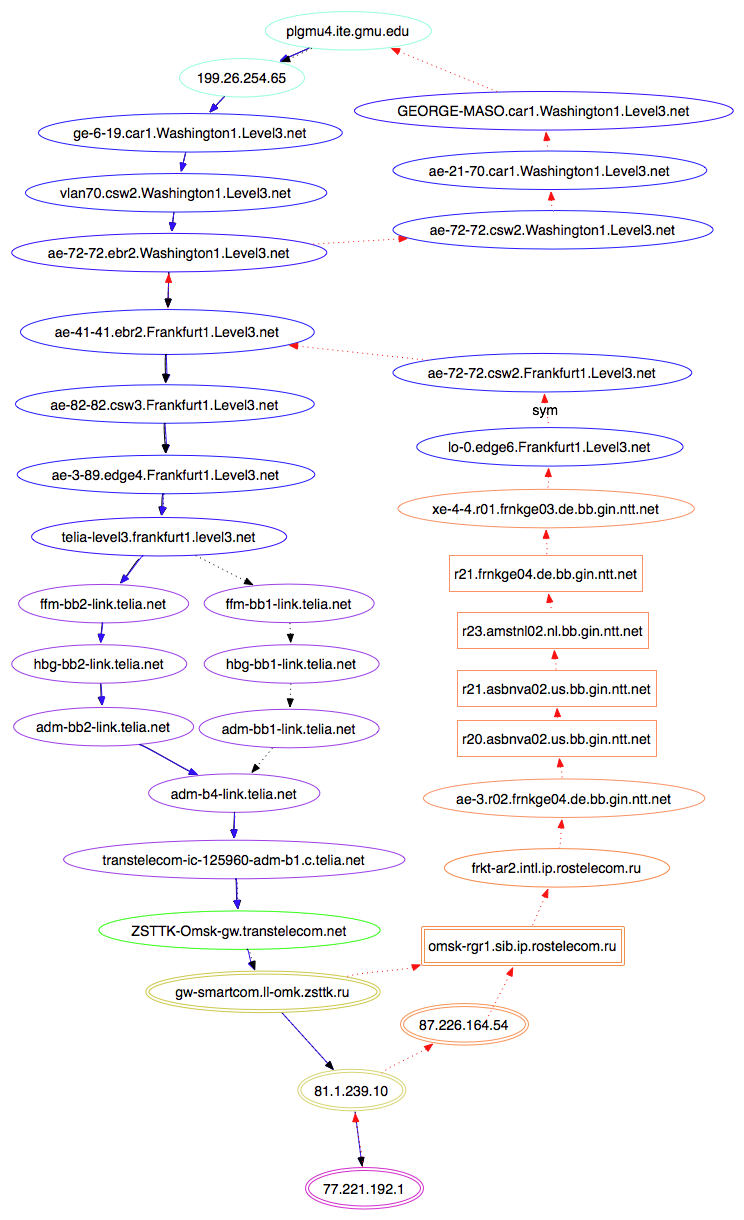 plgmu4.ite.gmu.edu
199.26.254.65
GEORGE-MASO.car1.Washington1.Level3.net
ge-6-19.car1.Washington1.Level3.net
ae-21-70.car1.Washington1.Level3.net
vlan70.csw2.Washington1.Level3.net
ae-72-72.csw2.Washington1.Level3.net
ae-72-72.ebr2.Washington1.Level3.net
ae-41-41.ebr2.Frankfurt1.Level3.net
ae-72-72.csw2.Frankfurt1.Level3.net
ae-82-82.csw3.Frankfurt1.Level3.net
sym
lo-0.edge6.Frankfurt1.Level3.net
ae-3-89.edge4.Frankfurt1.Level3.net
xe-4-4.r01.frnkge03.de.bb.gin.ntt.net
telia-level3.frankfurt1.level3.net
r21.frnkge04.de.bb.gin.ntt.net
ffm-bb2-link.telia.net
ffm-bb1-link.telia.net
r23.amstnl02.nl.bb.gin.ntt.net
hbg-bb2-link.telia.net
hbg-bb1-link.telia.net
r21.asbnva02.us.bb.gin.ntt.net
adm-bb2-link.telia.net
adm-bb1-link.telia.net
r20.asbnva02.us.bb.gin.ntt.net
adm-b4-link.telia.net
ae-3.r02.frnkge04.de.bb.gin.ntt.net
transtelecom-ic-125960-adm-b1.c.telia.net
frkt-ar2.intl.ip.rostelecom.ru
ZSTTK-Omsk-gw.transtelecom.net
omsk-rgr1.sib.ip.rostelecom.ru
gw-smartcom.ll-omk.zsttk.ru
87.226.164.54
81.1.239.10
77.221.192.1